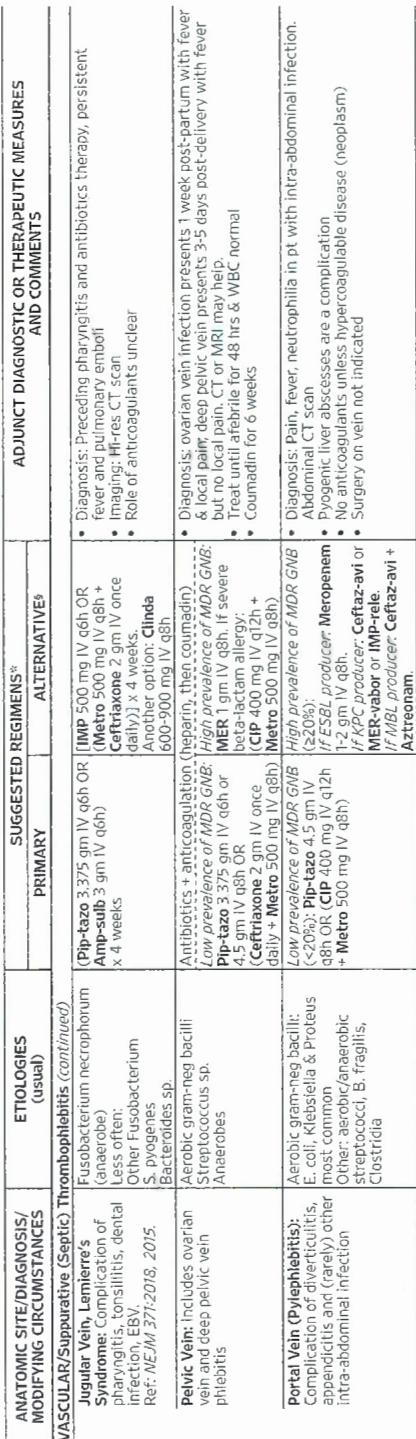 ANATOMIC SITE/DIAGNOSIS/
MODIFYING CIRCUMSTANCES
ETIOLOGIES
(usual)
SUGGESTED REGIMENS*
PRIMARY
ALTERNATIVE§
ADJUNCT DIAGNOSTIC OR THERAPEUTIC MEASURES
AND COMMENTS
VASCULAR/Suppurative (Septic) Thrombophlebitis (continued)
Jugular Vein, Lemierre's
Syndrome: Complication of
pharyngitis, tonsillitis, dental
infection, EBV.
Ref: NEJM 371:2018, 2015.
Fusobacterium necrophorum
(anaerobe)
Less often:
Other Fusobacterium
S. pyogenes
Bacteroides sp.
(Pip-tazo 3.375 gm IV q6h OR
Amp-sulb 3 gm IV q6h)
x 4 weeks
[IMP 500 mg IV q6h OR
(Metro 500 mg IV q8h +
Ceftriaxone 2 gm IV once
daily)] x 4 weeks.
Another option: Clinda
600-900 mg IV q8h
• Diagnosis: Preceding pharyngitis and antibiotics therapy, persistent
fever and pulmonary emboli
• Imaging: Hi-res CT scan
• Role of anticoagulants unclear
Pelvic Vein: Includes ovarian
vein and deep pelvic vein
phlebitis
Aerobic gram-neg bacilli
Streptococcus sp.
Anaerobes
Antibiotics + anticoagulation (heparin, then coumadin)
Low prevalence of MDR GNB:
Pip-tazo 3.375 gm IV q6h or
4.5 gm IV q8h OR
(Ceftriaxone 2 gm IV once
daily + Metro 500 mg IV q8h)
High prevalence of MDR GNB:
MER 1 gm IV q8h. If severe
beta-lactam allergy:
(CIP 400 mg IV q12h +
Metro 500 mg IV q8h)
• Diagnosis: ovarian vein infection presents 1 week post-partum with fever
& local pain; deep pelvic vein presents 3-5 days post-delivery with fever
but no local pain. CT or MRI may help.
• Treat until afebrile for 48 hrs & WBC normal
• Coumadin for 6 weeks
Portal Vein (Pylephlebitis):
Complication of diverticulitis,
appendicitis and (rarely) other
intra-abdominal infection
Aerobic gram-neg bacilli:
E. coli, Klebsiella & Proteus
most common
Other: aerobic/anaerobic
streptococci, B. fragilis,
Clostridia
Low prevalence of MDR GNB
(<20%): Pip-tazo 4.5 gm IV
q8h OR (CIP 400 mg IV q12h
+ Metro 500 mg IV q8h)
High prevalence of MDR GNB
(≥20%):
If ESBL producer: Meropenem
1-2 gm IV q8h.
If KPC producer: Ceftaz-avi or
MER-vabor or IMP-rele.
If MBL producer: Ceftaz-avi +
Aztreonam.
• Diagnosis: Pain, fever, neutrophilia in pt with intra-abdominal infection.
Abdominal CT scan
• Pyogenic liver abscesses are a complication
• No anticoagulants unless hypercoagulable disease (neoplasm)
• Surgery on vein not indicated